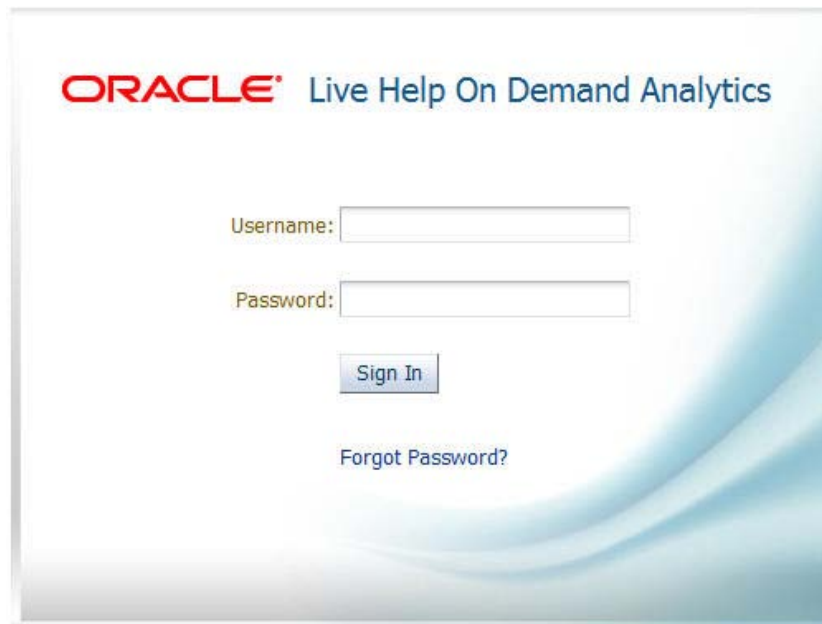 ORACLE® Live Help On Demand Analytics
Username:
Password:
Sign In
Forgot Password?